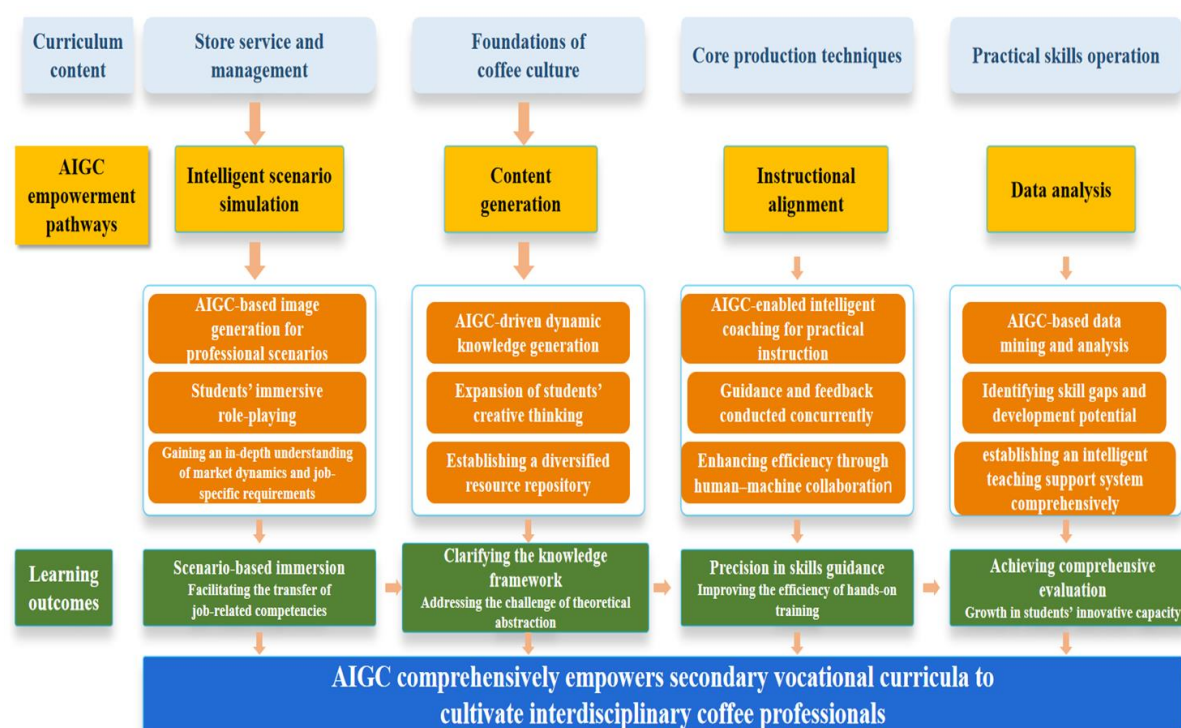 Curriculum
content
Store service and
management
Foundations of
coffee culture
Core production techniques
Practical skills operation
AIGC
empowerment
pathways
Intelligent scenario
simulation
Content
generation
Instructional
alignment
Data analysis
AIGC-based image
generation for
professional scenarios
Students' immersive
role-playing
Gaining an in-depth understanding
of market dynamics and job-
specific requirements
AIGC-driven dynamic
knowledge generation
Expansion of students'
creative thinking
Establishing a diversified
resource repository
AIGC-enabled intelligent
coaching for practical
instruction
Guidance and feedback
conducted concurrently
Enhancing efficiency through
human–machine collaboration
AIGC-based data
mining and analysis
Identifying skill gaps and
development potential
establishing an intelligent
teaching support system
comprehensively
Learning
outcomes
Scenario-based immersion
Facilitating the transfer of
job-related competencies
Clarifying the knowledge
framework
Addressing the challenge of theoretical
abstraction
Precision in skills guidance
Improving the efficiency of hands-on
training
Achieving comprehensive
evaluation
Growth in students' innovative capacity
AIGC comprehensively empowers secondary vocational curricula to
cultivate interdisciplinary coffee professionals